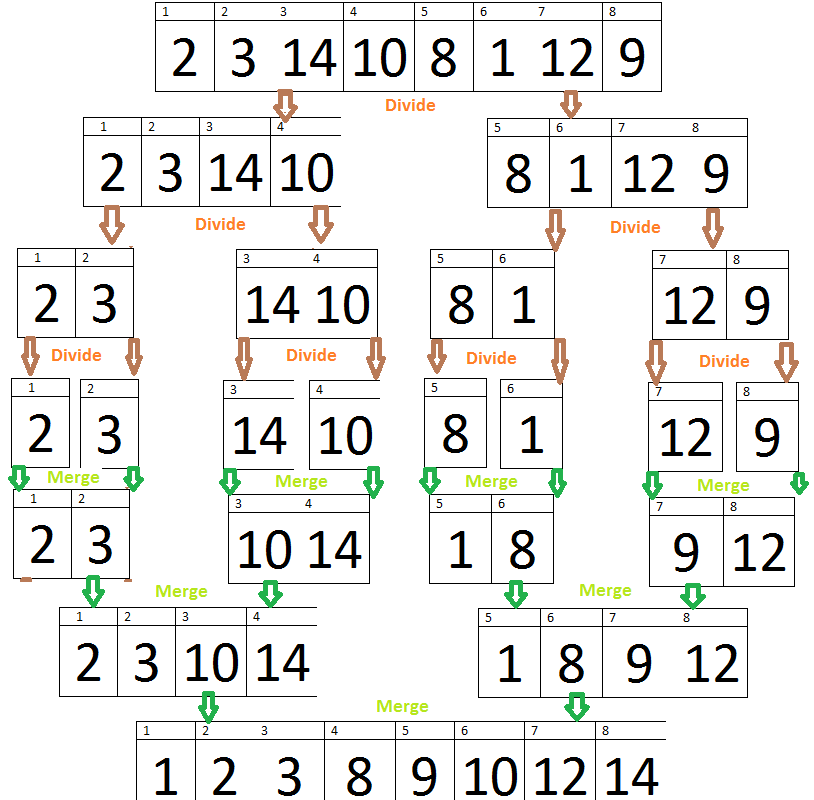 1 2 3 4 5 6 7 8
2 3 14 10 8 1 12 9
Divide
1 2 3 4 5 6 7 8
2 3 14 10 8 1 12 9
Divide Divide
1 2 3 4 5 6 7 8
2 3 14 10 8 1 12 9
Divide Divide Divide Divide
1 2 3 4 5 6 7 8
2 3 14 10 8 1 12 9
Merge Merge Merge Merge
1 2 3 4 5 6 7 8
2 3 10 14 1 8 9 12
Merge Merge
1 2 3 4 5 6 7 8
2 3 10 14 1 8 9 12
Merge
1 2 3 4 5 6 7 8
1 2 3 8 9 10 12 14